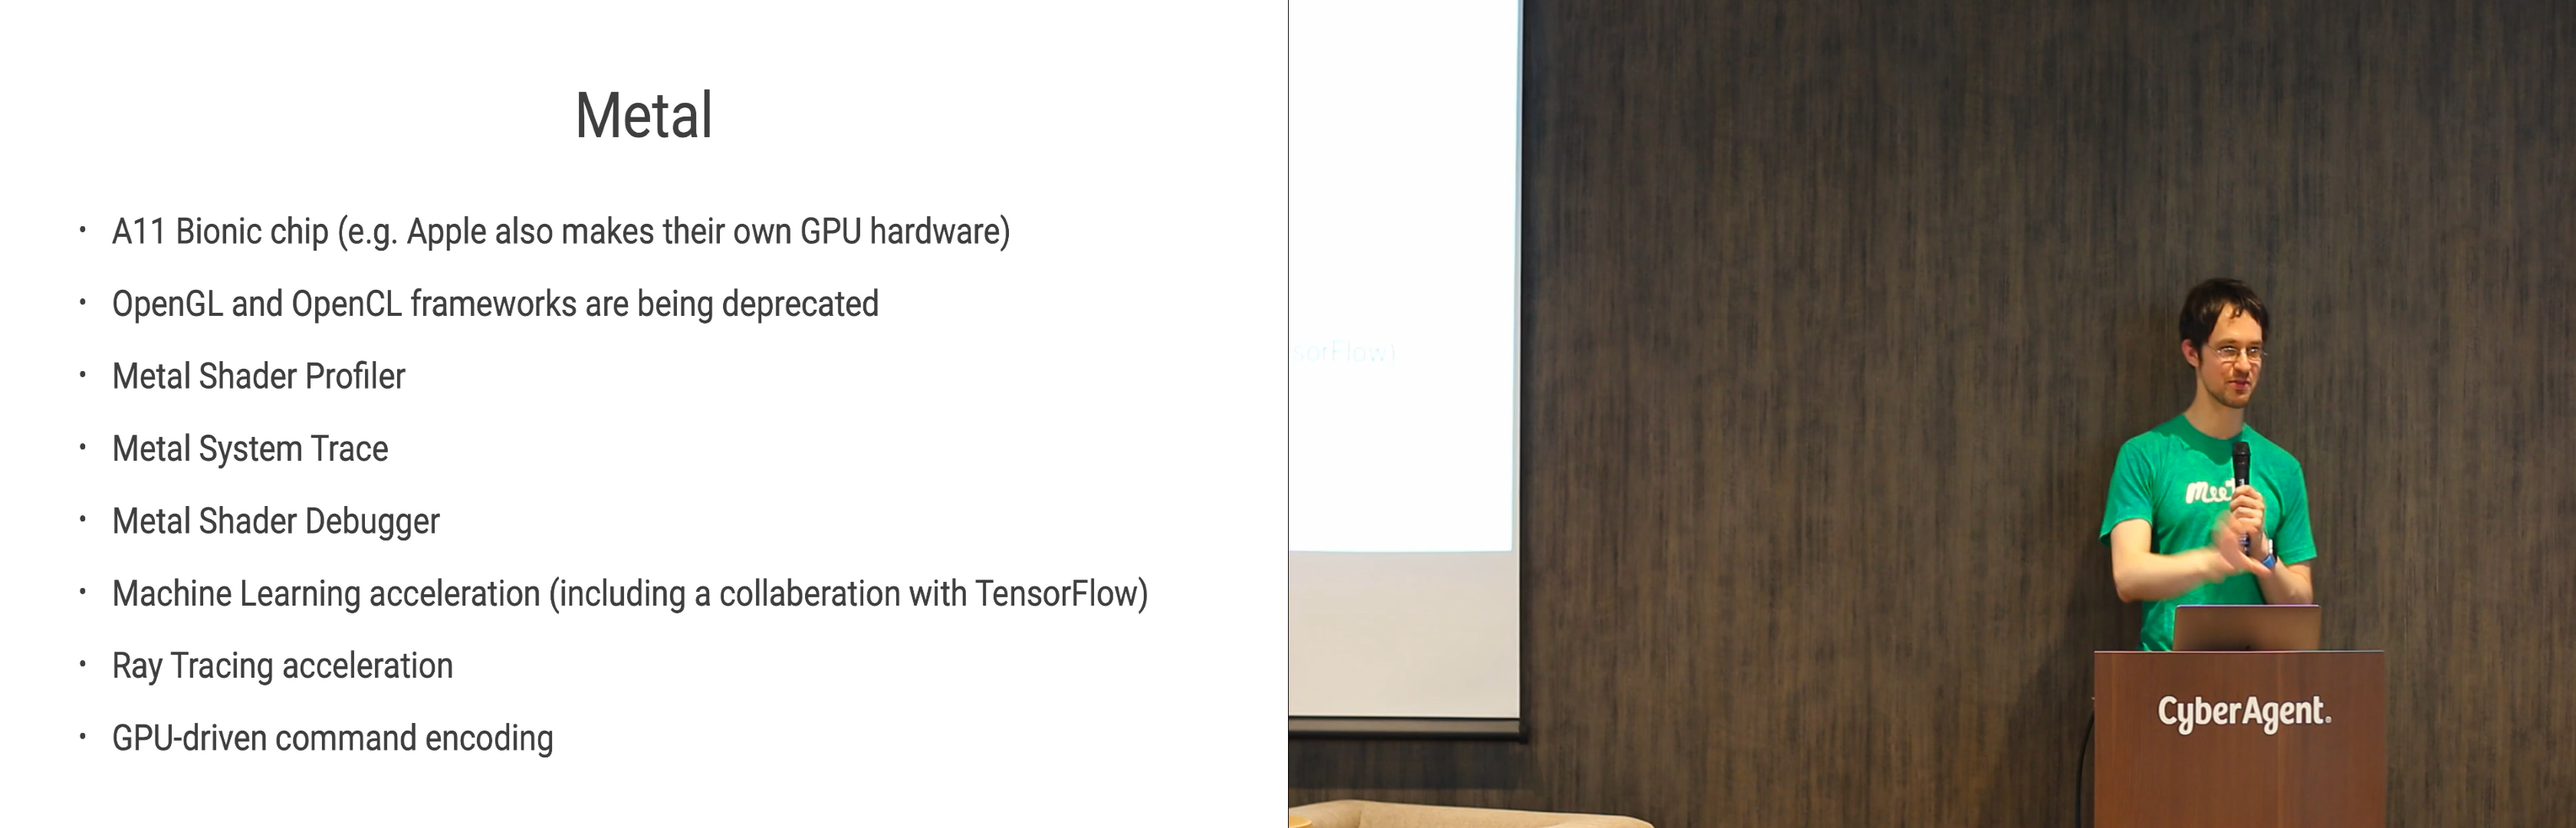 Metal
· A11 Bionic chip (e.g. Apple also makes their own GPU hardware)
· OpenGL and OpenCL frameworks are being deprecated
· Metal Shader Profiler
· Metal System Trace
· Metal Shader Debugger
· Machine Learning acceleration (including a collaberation with TensorFlow)
· Ray Tracing acceleration
· GPU-driven command encoding
sorFlow)
mee
CyberAgent.